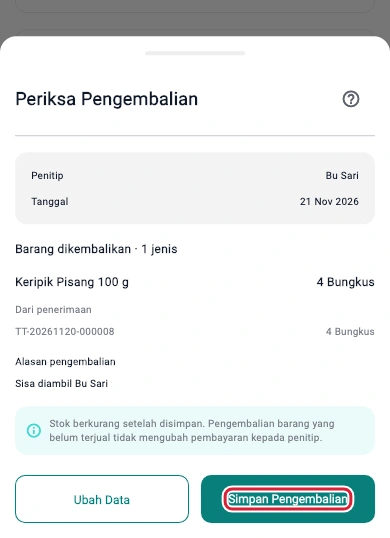 Periksa Pengembalian
Penitip Bu Sari
Tanggal 21 Nov 2026
Barang dikembalikan · 1 jenis
Keripik Pisang 100 g 4 Bungkus
Dari penerimaan
TT-20261120-000008 4 Bungkus
Alasan pengembalian
Sisa diambil Bu Sari
Stok berkurang setelah disimpan. Pengembalian barang yang
belum terjual tidak mengubah pembayaran kepada penitip.
Ubah Data Simpan Pengembalian